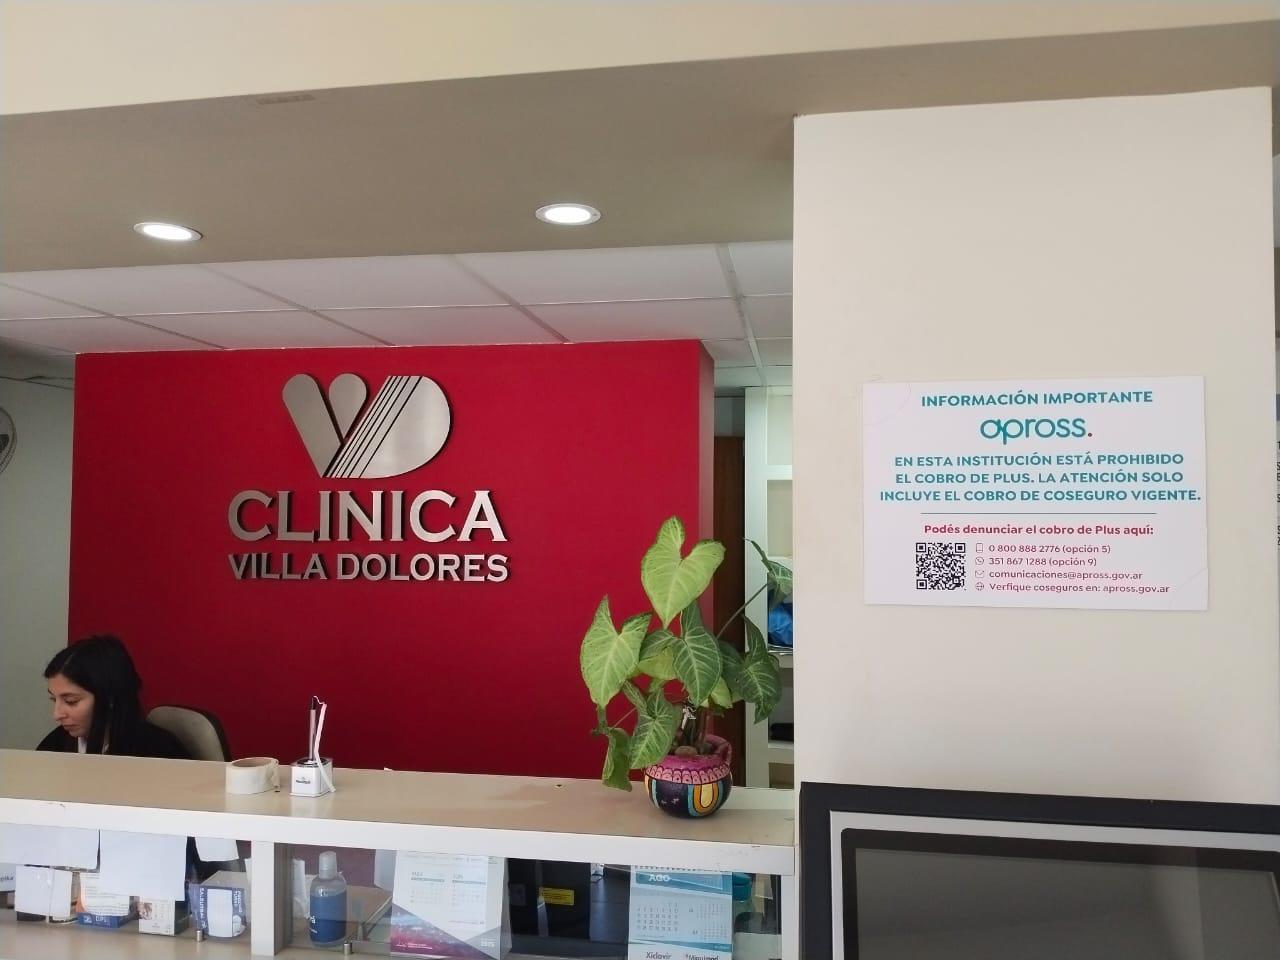 CLINICA
VILLA DOLORES
INFORMACIÓN IMPORTANTE
apross.
EN ESTA INSTITUCIÓN ESTÁ PROHIBIDO
EL COBRO DE PLUS. LA ATENCIÓN SOLO
INCLUYE EL COBRO DE COSEGURO VIGENTE.
Podés denunciar el cobro de Plus aquí:
0 800 888 2776 (opción 5)
351 867 1288 (opción 9)
comunicaciones@apross.gov.ar
Verfique coseguros en: apross.gov.ar
AGO